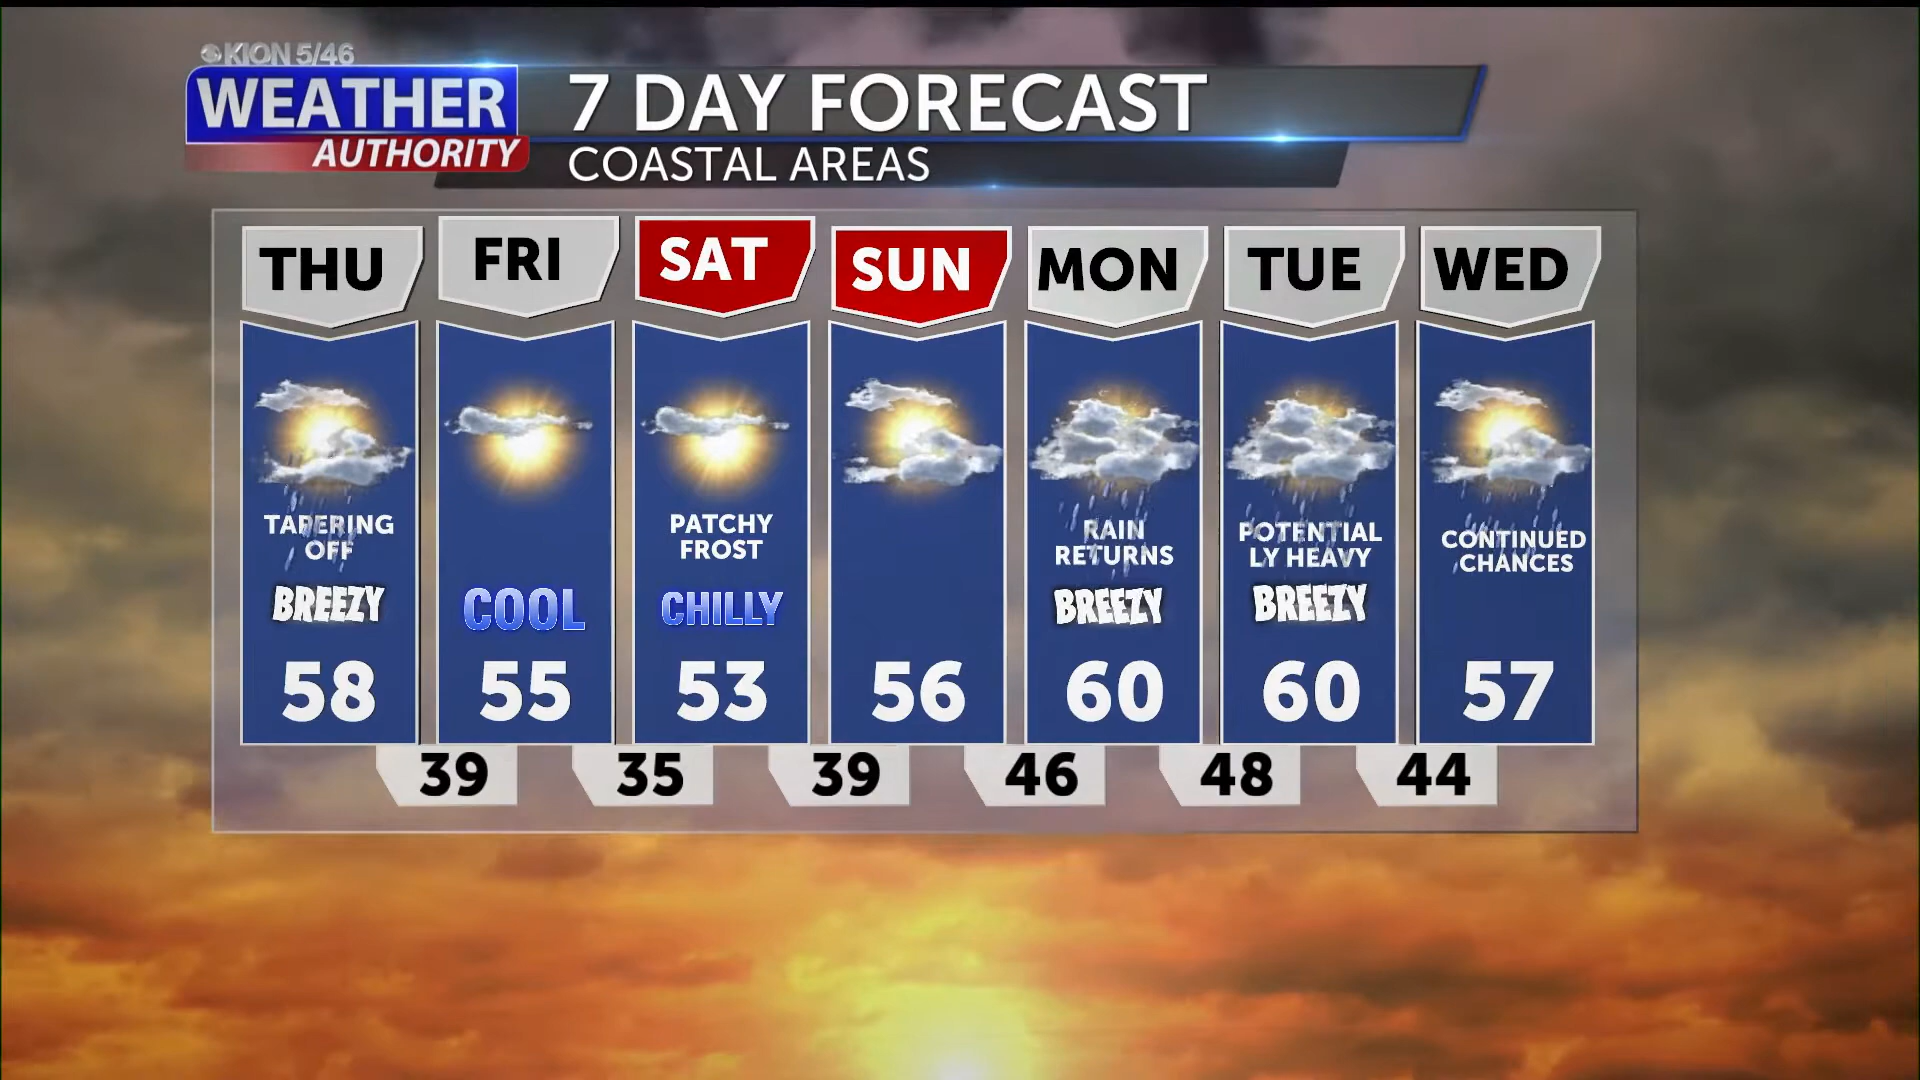 KION 5/46
WEATHER
AUTHORITY
7 DAY FORECAST
COASTAL AREAS
THU
FRI
SAT
SUN
MON
TUE
WED
TAPERING
OFF
BREEZY
COOL
PATCHY
FROST
CHILLY
RAIN
RETURNS
BREEZY
POTENTIAL
LY HEAVY
BREEZY
CONTINUED
CHANCES
58
55
53
56
60
60
57
39
35
39
46
48
44